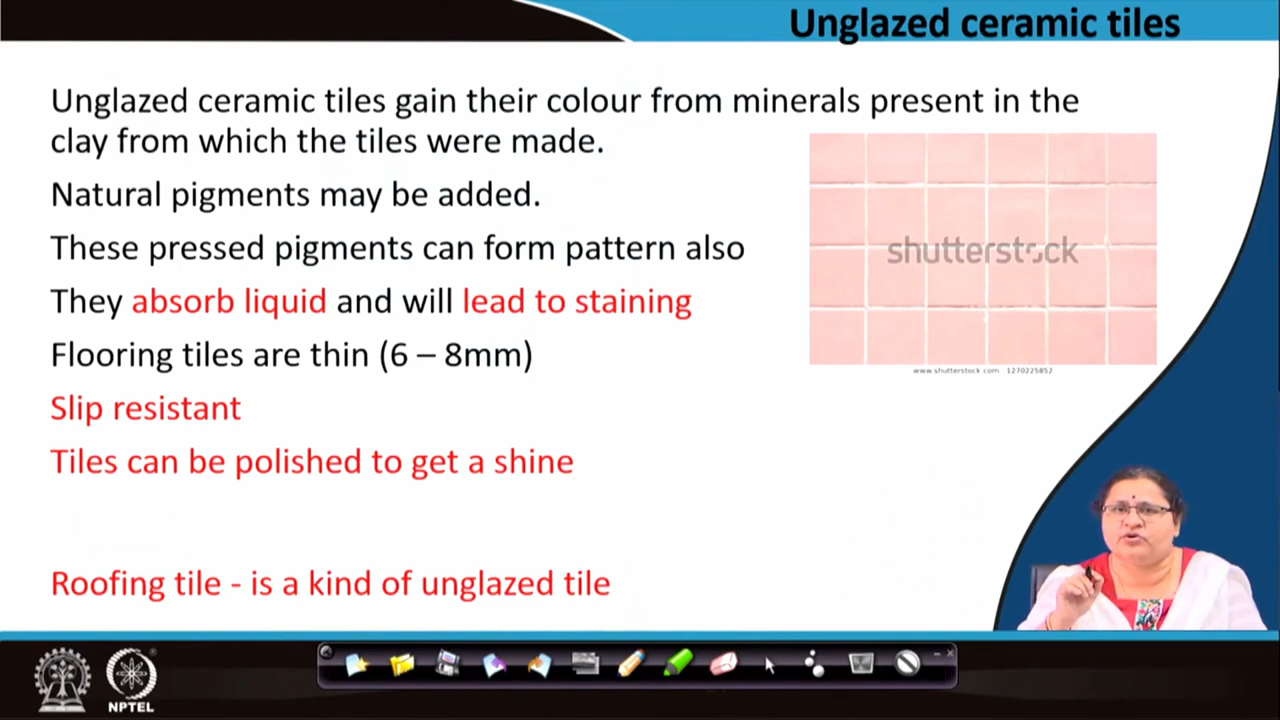 Unglazed ceramic tiles
Unglazed ceramic tiles gain their colour from minerals present in the
clay from which the tiles were made.
Natural pigments may be added.
These pressed pigments can form pattern also
They absorb liquid and will lead to staining
Flooring tiles are thin (6 – 8mm)
Slip resistant
Tiles can be polished to get a shine
Roofing tile - is a kind of unglazed tile
shutterstock
www.shutterstock.com 1270225852
NPTEL